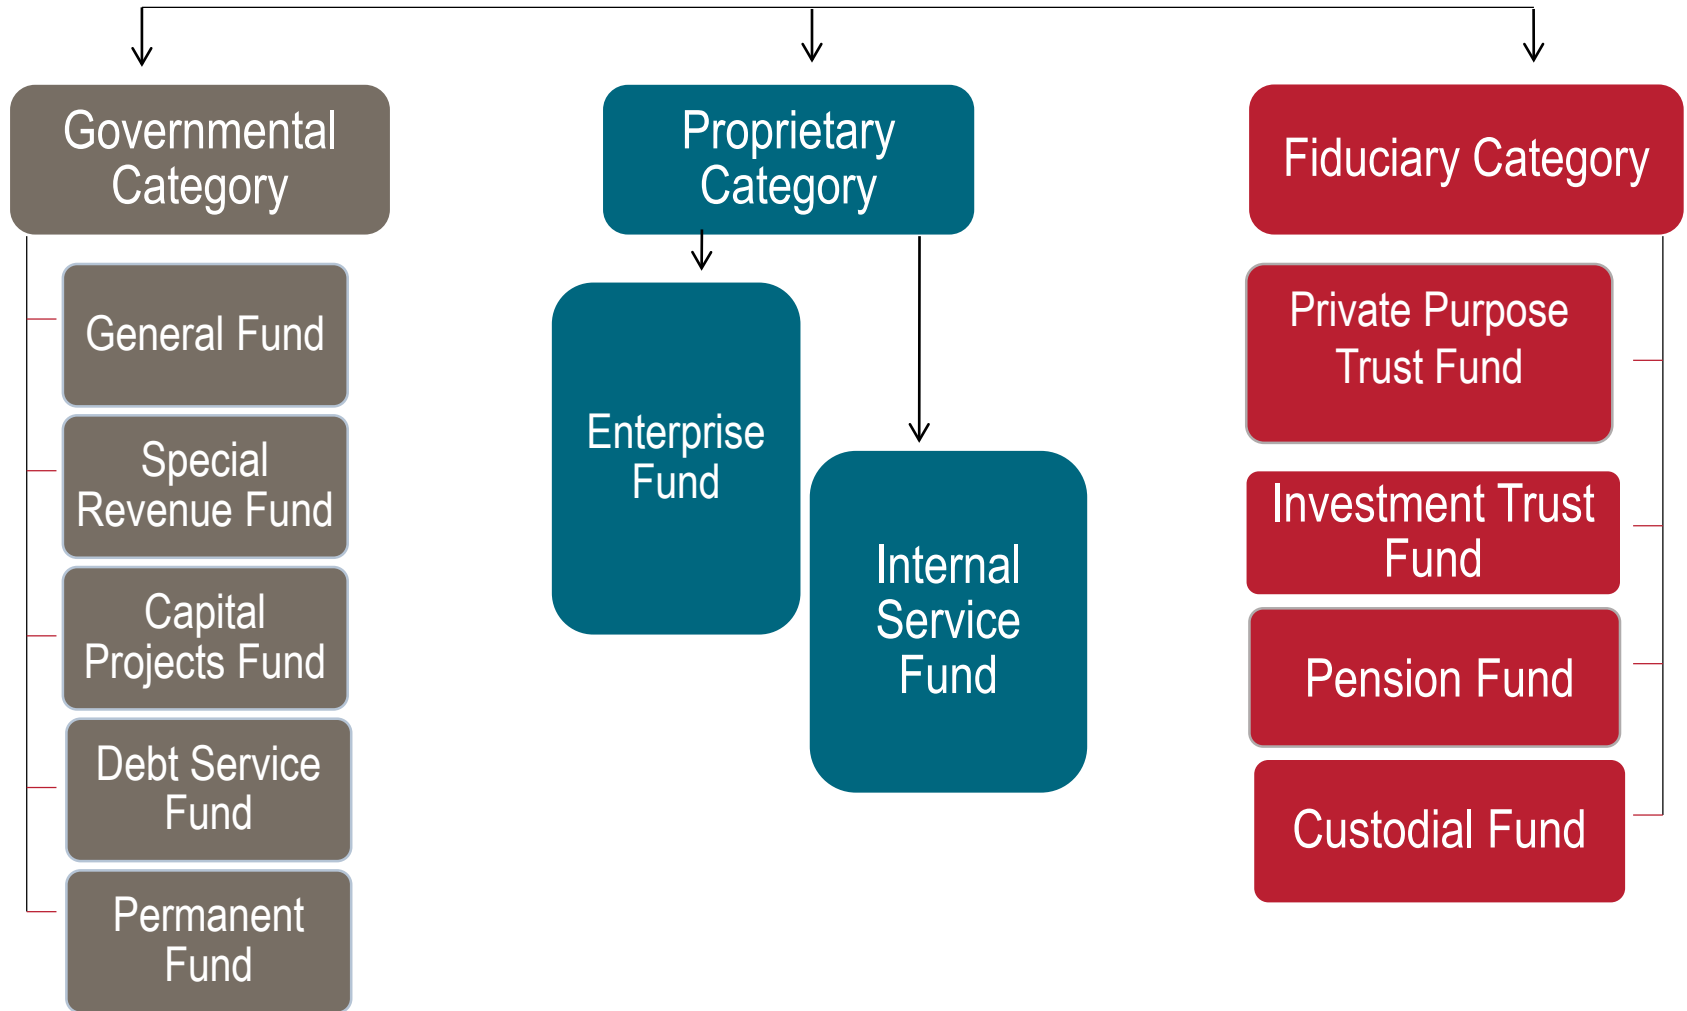 Governmental
Category
General Fund
Special
Revenue Fund
Capital
Projects Fund
Debt Service
Fund
Permanent
Fund
Proprietary
Category
Enterprise
Fund
Internal
Service
Fund
Fiduciary Category
Private Purpose
Trust Fund
Investment Trust
Fund
Pension Fund
Custodial Fund